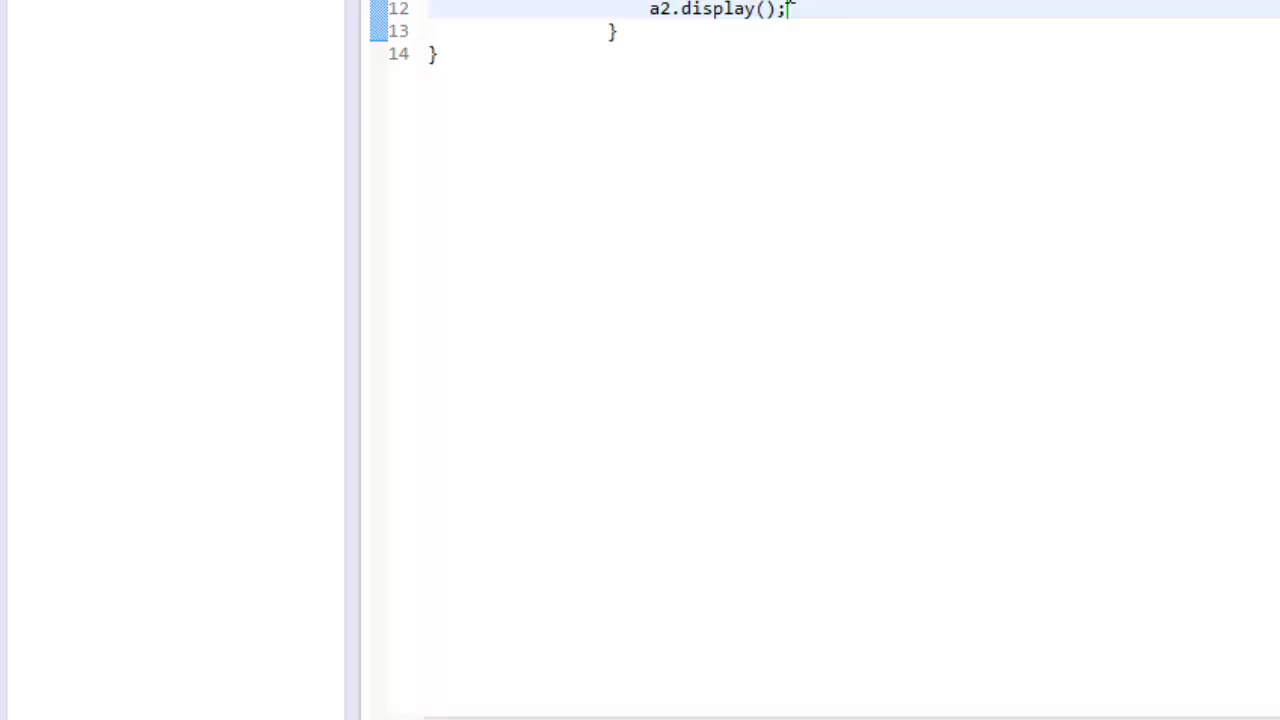 12 a2.display();
13 }
14 }